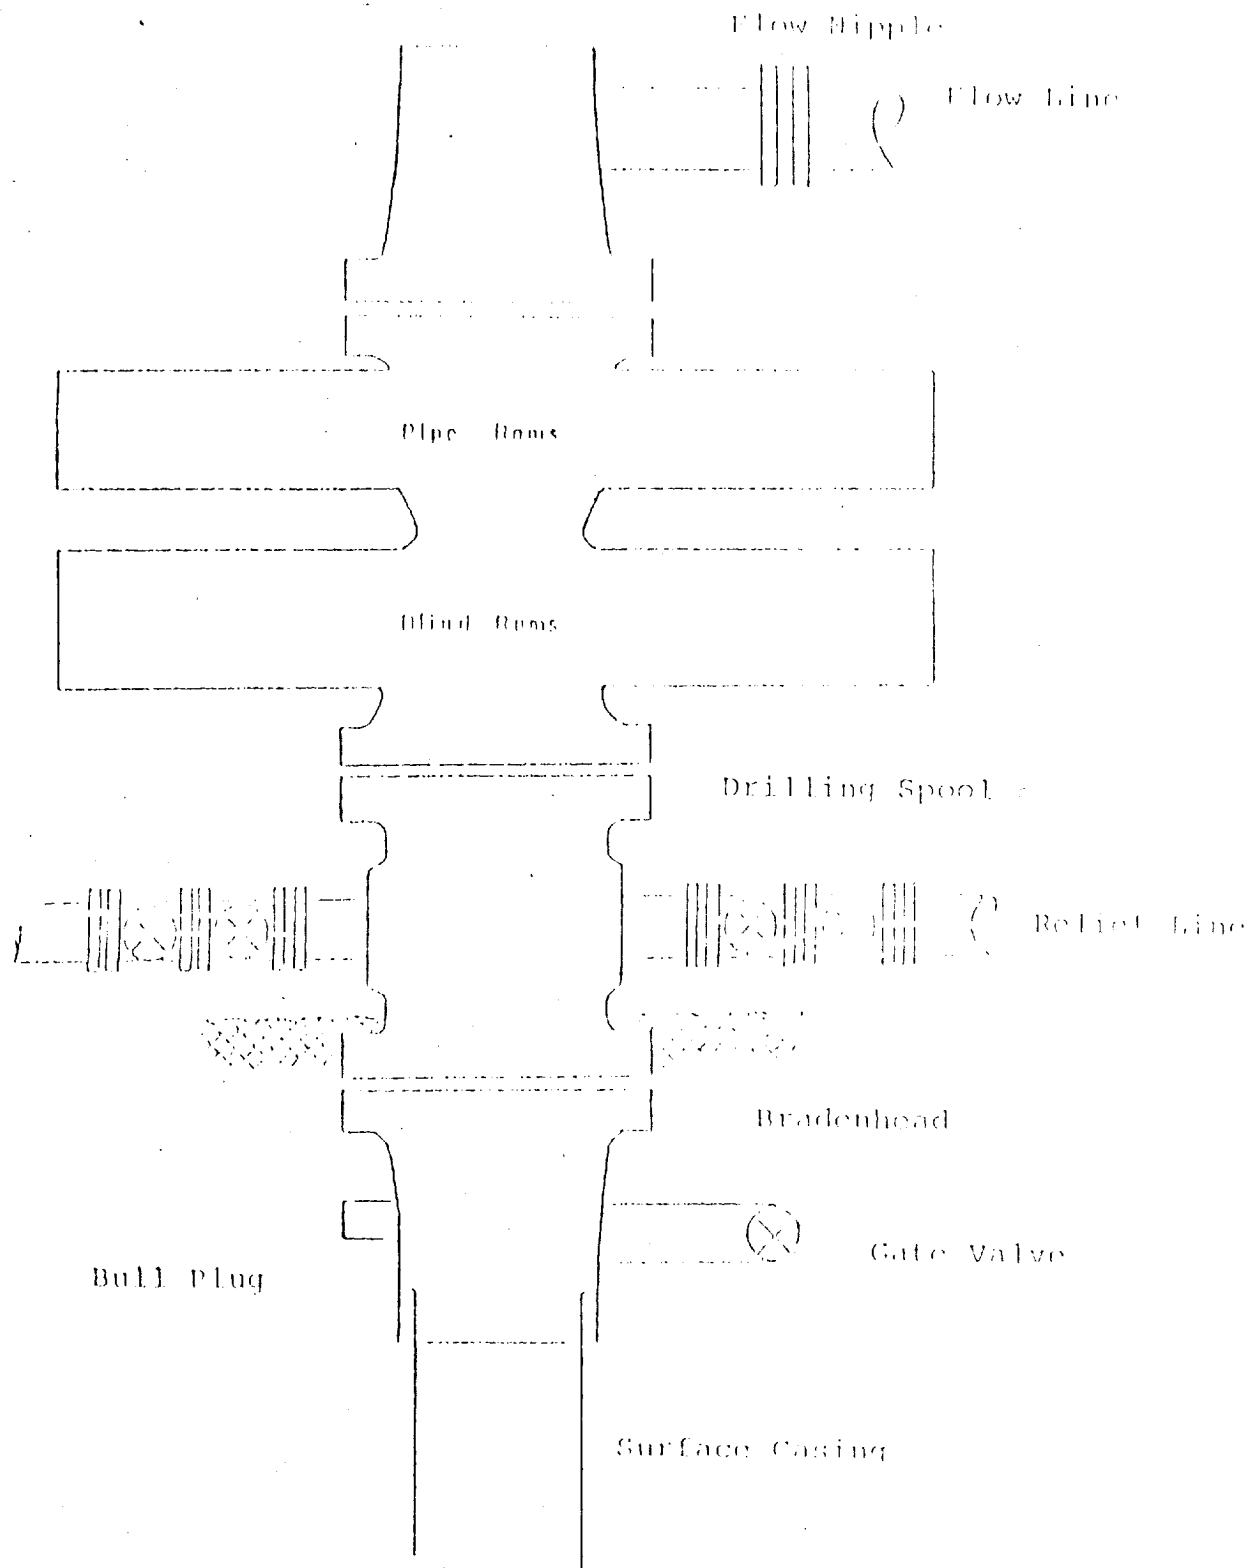 Flow Nipple
Flow Line
Pipe Rams
Blind Rams
Drilling Spool
Relief Line
Bradenhead
Gate Valve
Bull Plug
Surface Casing